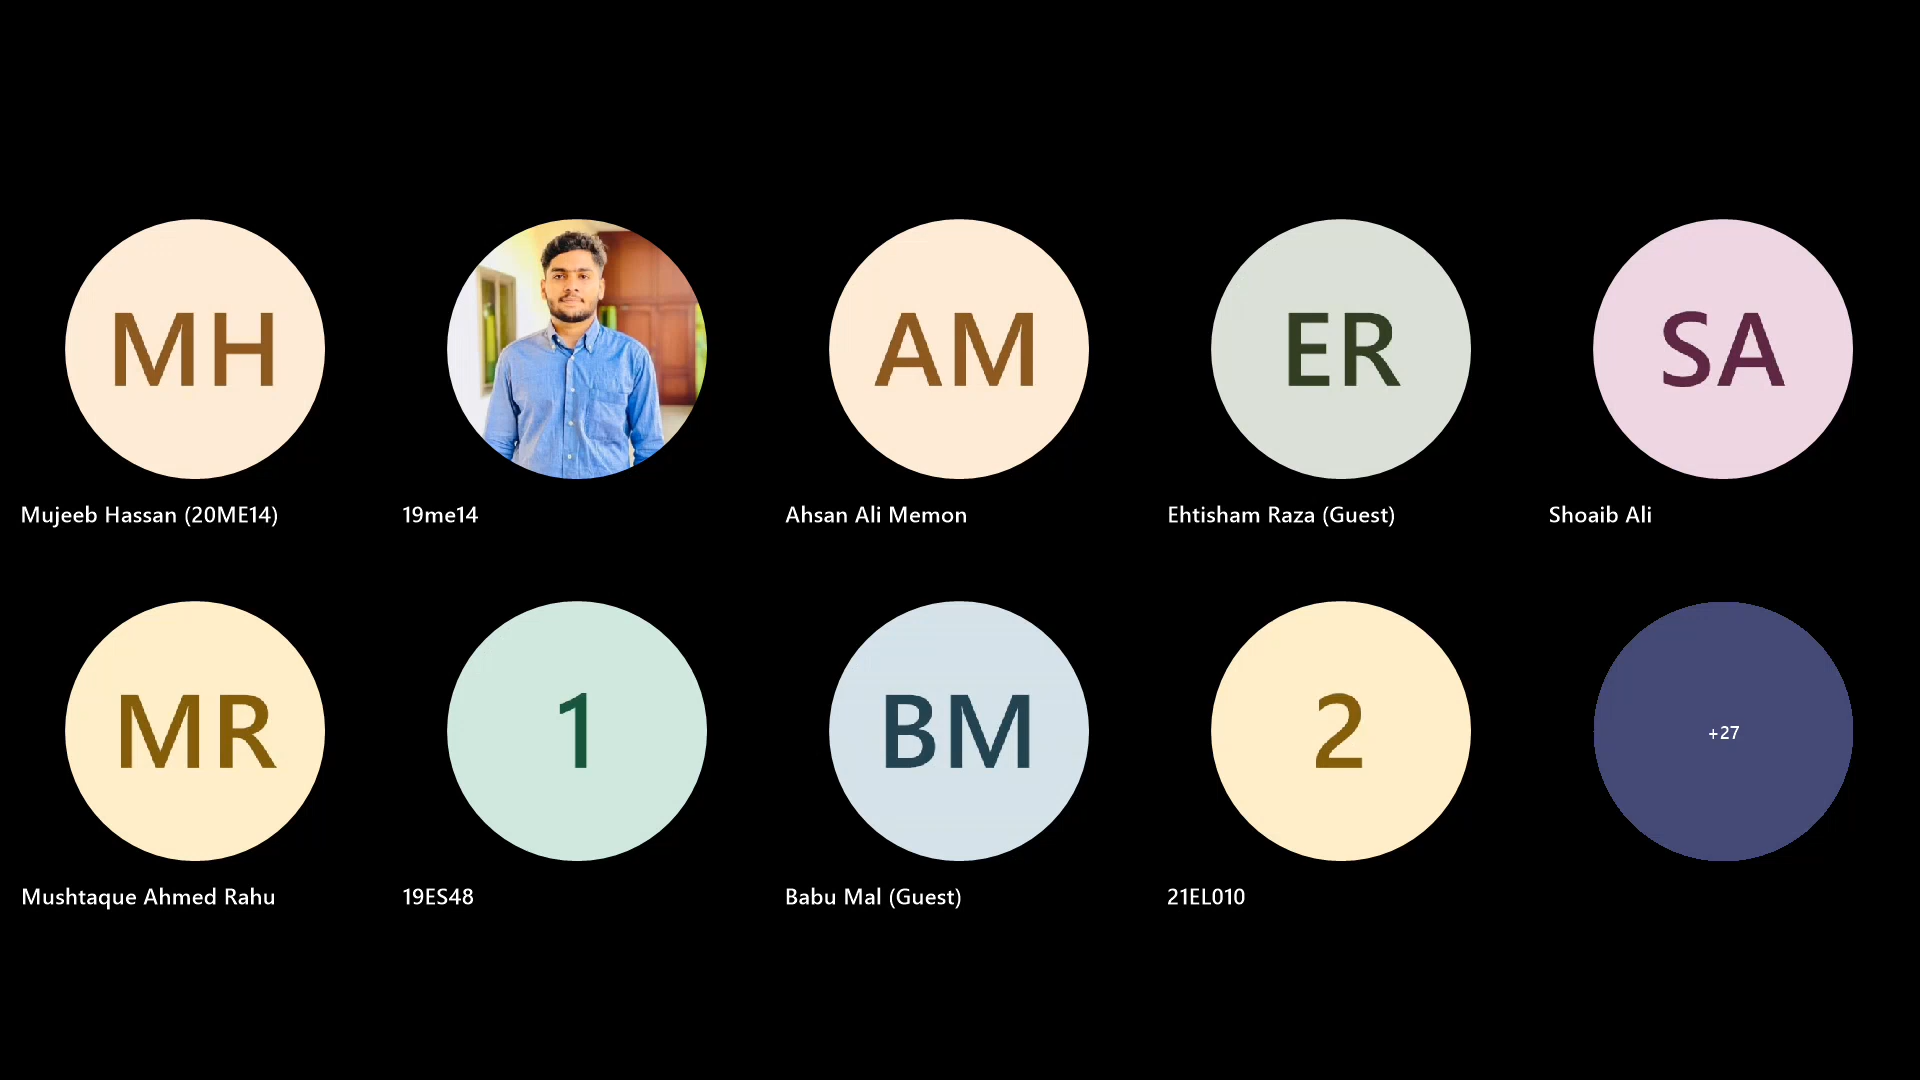 MH
AM
ER
SA
Mujeeb Hassan (20ME14)
19me14
Ahsan Ali Memon
Ehtisham Raza (Guest)
Shoaib Ali
MR
1
BM
2
+27
Mushtaque Ahmed Rahu
19ES48
Babu Mal (Guest)
21EL010